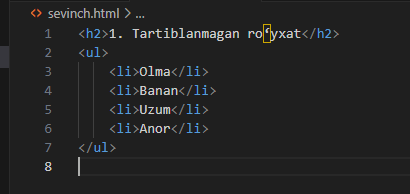 sevinch.html > ...
1 <h2>1. Tartiblanmagan ro‘yxat</h2>
2 <ul>
3 <li>Olma</li>
4 <li>Banan</li>
5 <li>Uzum</li>
6 <li>Anor</li>
7 </ul>
8